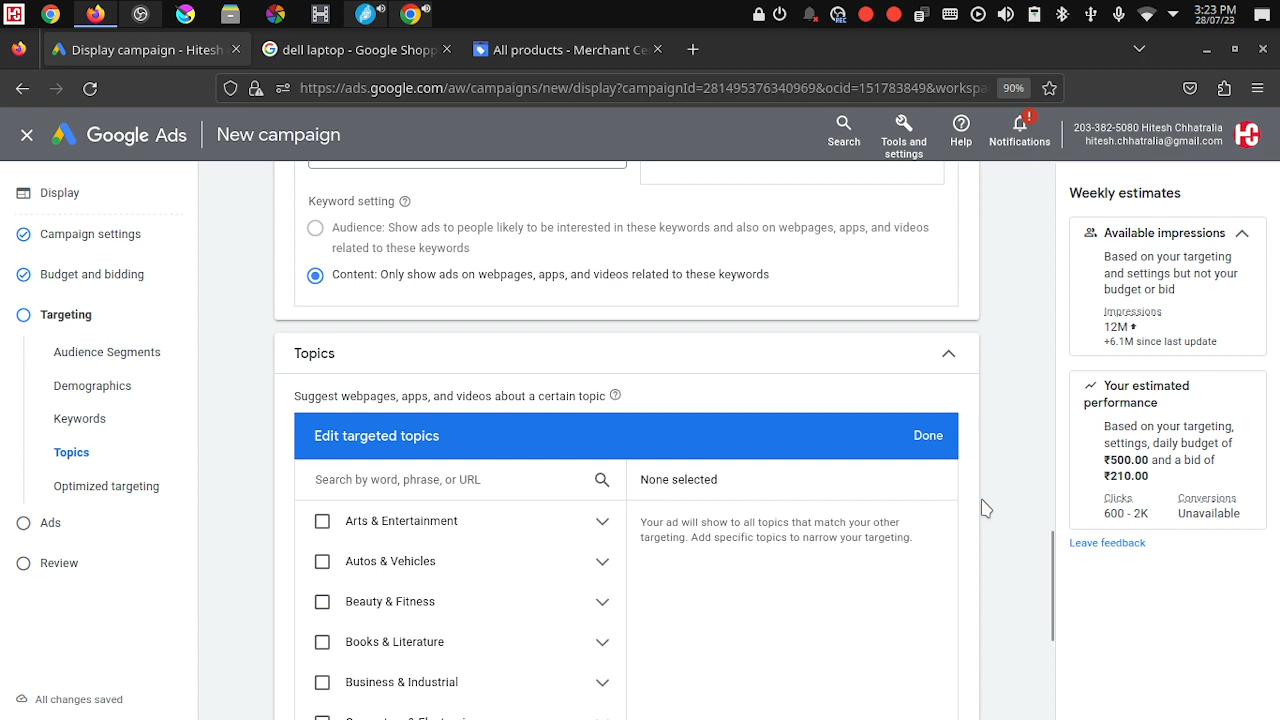 3:23 PM
28/07/23
Display campaign - Hitesh
dell laptop - Google Shopp
All products - Merchant Ce
https://ads.google.com/aw/campaigns/new/display?campaignId=281495376340969&ocid=151783849&workspa
90%
Google Ads
New campaign
Search
Tools and
settings
Help
Notifications
203-382-5080 Hitesh Chhatralia
hitesh.chhatralia@gmail.com
Display
Campaign settings
Budget and bidding
Targeting
Audience Segments
Demographics
Keywords
Topics
Optimized targeting
Ads
Review
All changes saved
Keyword setting
Audience: Show ads to people likely to be interested in these keywords and also on webpages, apps, and videos
related to these keywords
Content: Only show ads on webpages, apps, and videos related to these keywords
Topics
Suggest webpages, apps, and videos about a certain topic
Edit targeted topics
Done
Search by word, phrase, or URL
None selected
Arts & Entertainment
Autos & Vehicles
Beauty & Fitness
Books & Literature
Business & Industrial
Your ad will show to all topics that match your other
targeting. Add specific topics to narrow your targeting.
Weekly estimates
Available impressions
Based on your targeting
and settings but not your
budget or bid
Impressions
12M
+6.1M since last update
Your estimated
performance
Based on your targeting,
settings, daily budget of
₹500.00 and a bid of
₹210.00
Clicks
Conversions
600 - 2K
Unavailable
Leave feedback